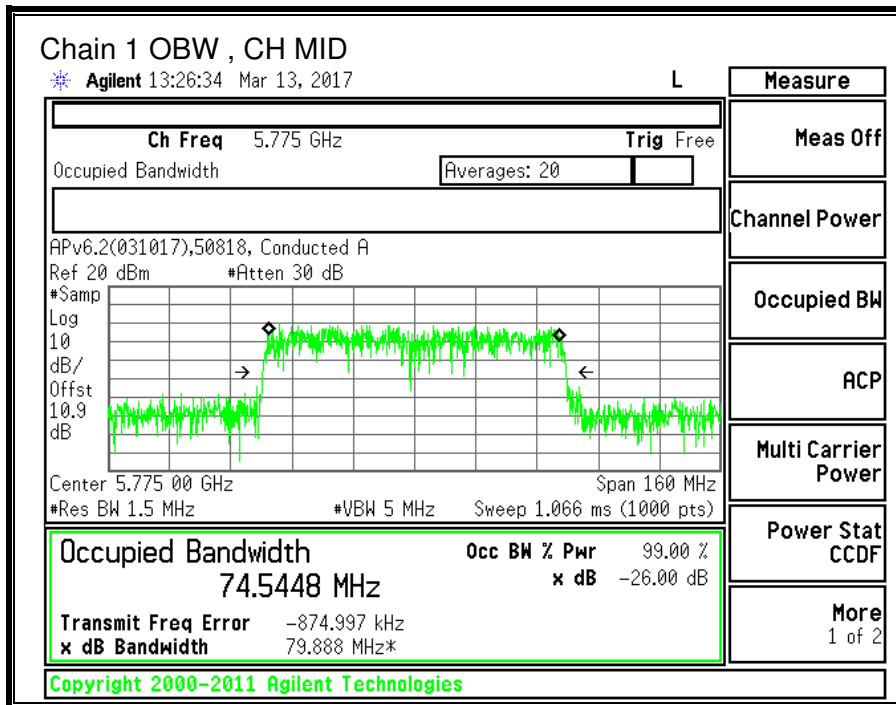 Chain 1 OBW , CH MID
Agilent 13:26:34 Mar 13, 2017 L
Measure
Ch Freq 5.775 GHz Trig Free
Occupied Bandwidth Averages: 20
APv6.2(031017),50818, Conducted A
Ref 20 dBm #Atten 30 dB
#Samp
Log
10
dB/
Offst
10.9
dB
Center 5.775 00 GHz Span 160 MHz
#Res BW 1.5 MHz #VBW 5 MHz Sweep 1.066 ms (1000 pts)
Occupied Bandwidth
74.5448 MHz
Occ BW % Pwr 99.00 %
x dB -26.00 dB
Transmit Freq Error -874.997 kHz
x dB Bandwidth 79.888 MHz*
Copyright 2000-2011 Agilent Technologies
Meas Off
Channel Power
Occupied BW
ACP
Multi Carrier
Power
Power Stat
CCDF
More
1 of 2